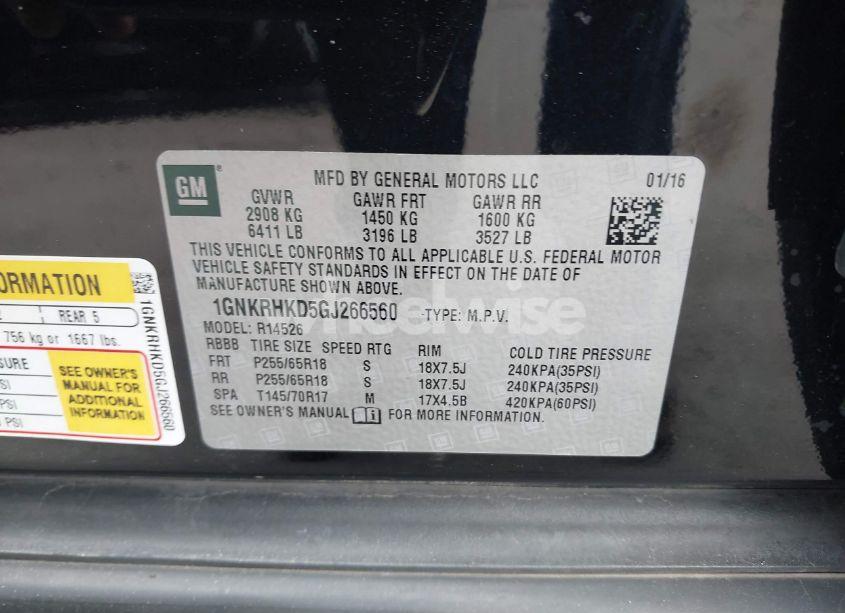 GM
MFD BY GENERAL MOTORS LLC 01/16
GVWR GAWR FRT GAWR RR
2908 KG 1450 KG 1600 KG
6411 LB 3196 LB 3527 LB
THIS VEHICLE CONFORMS TO ALL APPLICABLE U.S. FEDERAL MOTOR
VEHICLE SAFETY STANDARDS IN EFFECT ON THE DATE OF
MANUFACTURE SHOWN ABOVE.
1GNKRHKD5GJ266560 TYPE: M.P.V.
MODEL: R14526
RBBB TIRE SIZE SPEED RTG RIM COLD TIRE PRESSURE
FRT P255/65R18 S 18X7.5J 240KPA(35PSI)
RR P255/65R18 S 18X7.5J 240KPA(35PSI)
SPA T145/70R17 M 17X4.5B 420KPA(60PSI)
SEE OWNER'S MANUAL FOR MORE INFORMATION.
FORMATION
REAR 5
756 kg or 1667 lbs.
SURE
PSI
PSI
SEE OWNER'S
MANUAL FOR
ADDITIONAL
INFORMATION
1GNKRHKD5GJ266560